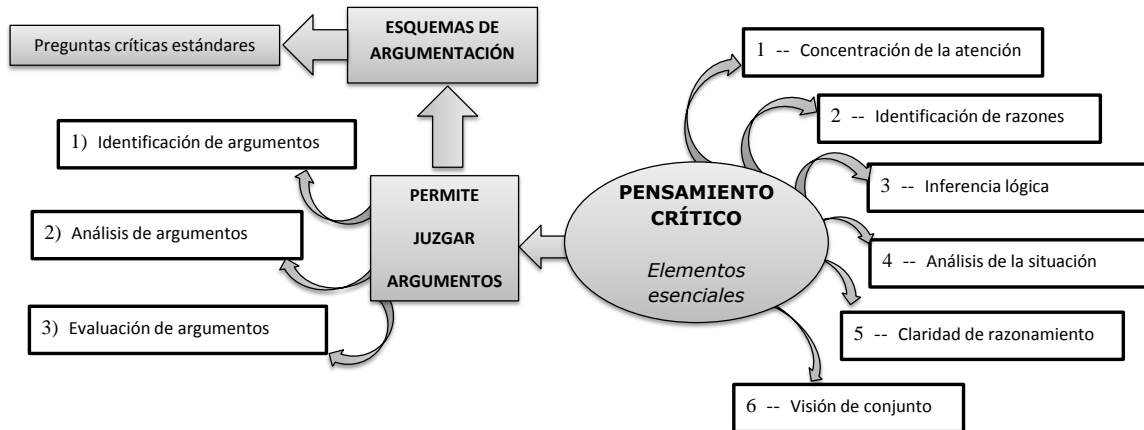 ESQUEMAS DE
ARGUMENTACIÓN
Preguntas críticas estándares
1) Identificación de argumentos
2) Análisis de argumentos
3) Evaluación de argumentos
PERMITE
JUZGAR
ARGUMENTOS
PENSAMIENTO
CRÍTICO
Elementos
esenciales
1 -- Concentración de la atención
2 -- Identificación de razones
3 -- Inferencia lógica
4 -- Análisis de la situación
5 -- Claridad de razonamiento
6 -- Visión de conjunto